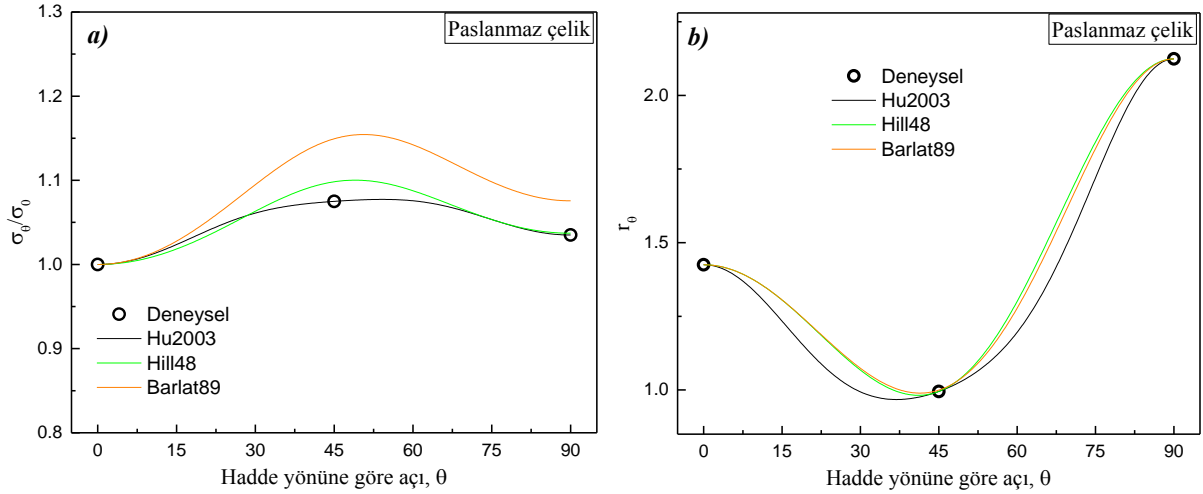 a)
Paslanmaz çelik
1.3
1.2
1.1
1.0
0.9
0.8
σθ/σ0
Deneysel
Hu2003
Hill48
Barlat89
0 15 30 45 60 75 90
Hadde yönüne göre açı, θ
b)
Paslanmaz çelik
2.0
1.5
1.0
rθ
Deneysel
Hu2003
Hill48
Barlat89
0 15 30 45 60 75 90
Hadde yönüne göre açı, θ